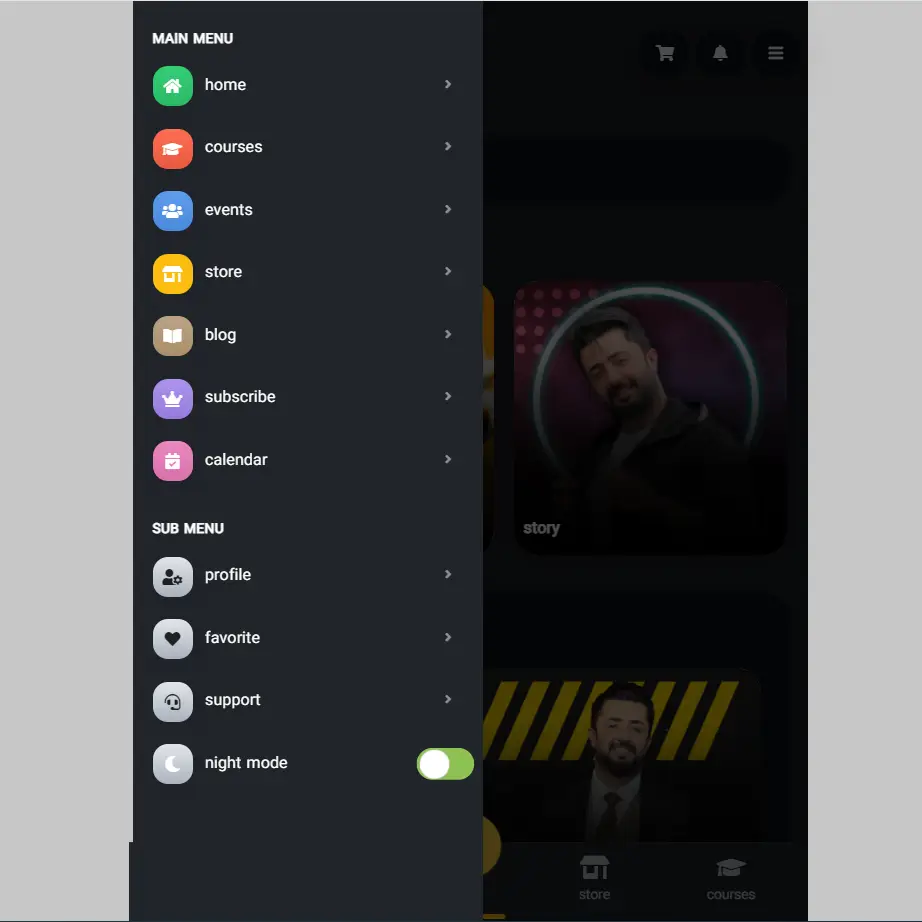 MAIN MENU
home
courses
events
store
blog
subscribe
calendar
SUB MENU
profile
favorite
support
night mode
story
store
courses